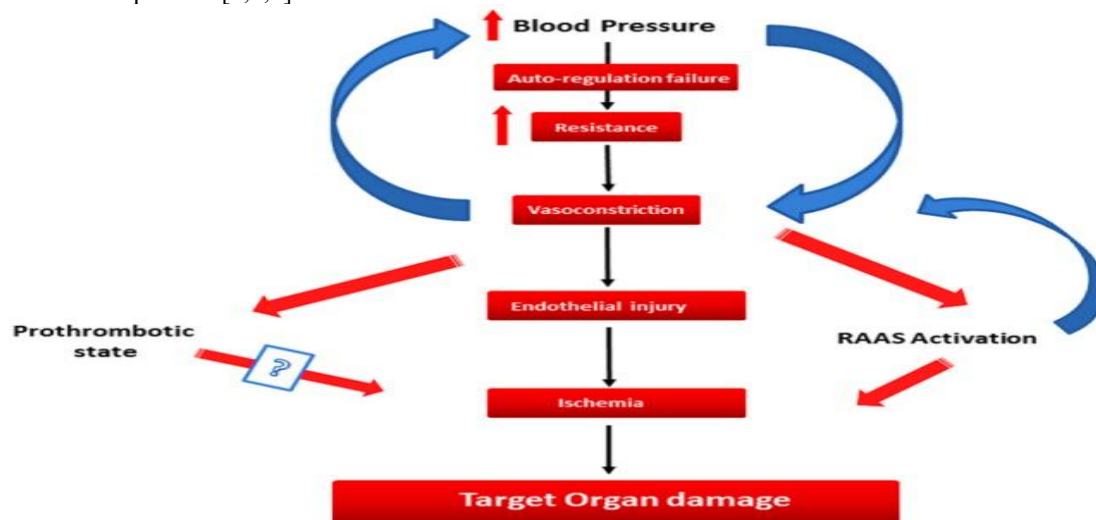 Blood Pressure
Auto-regulation failure
Resistance
Vasoconstriction
Endothelial injury
Prothrombotic
state
RAAS Activation
?
Ischemia
Target Organ damage